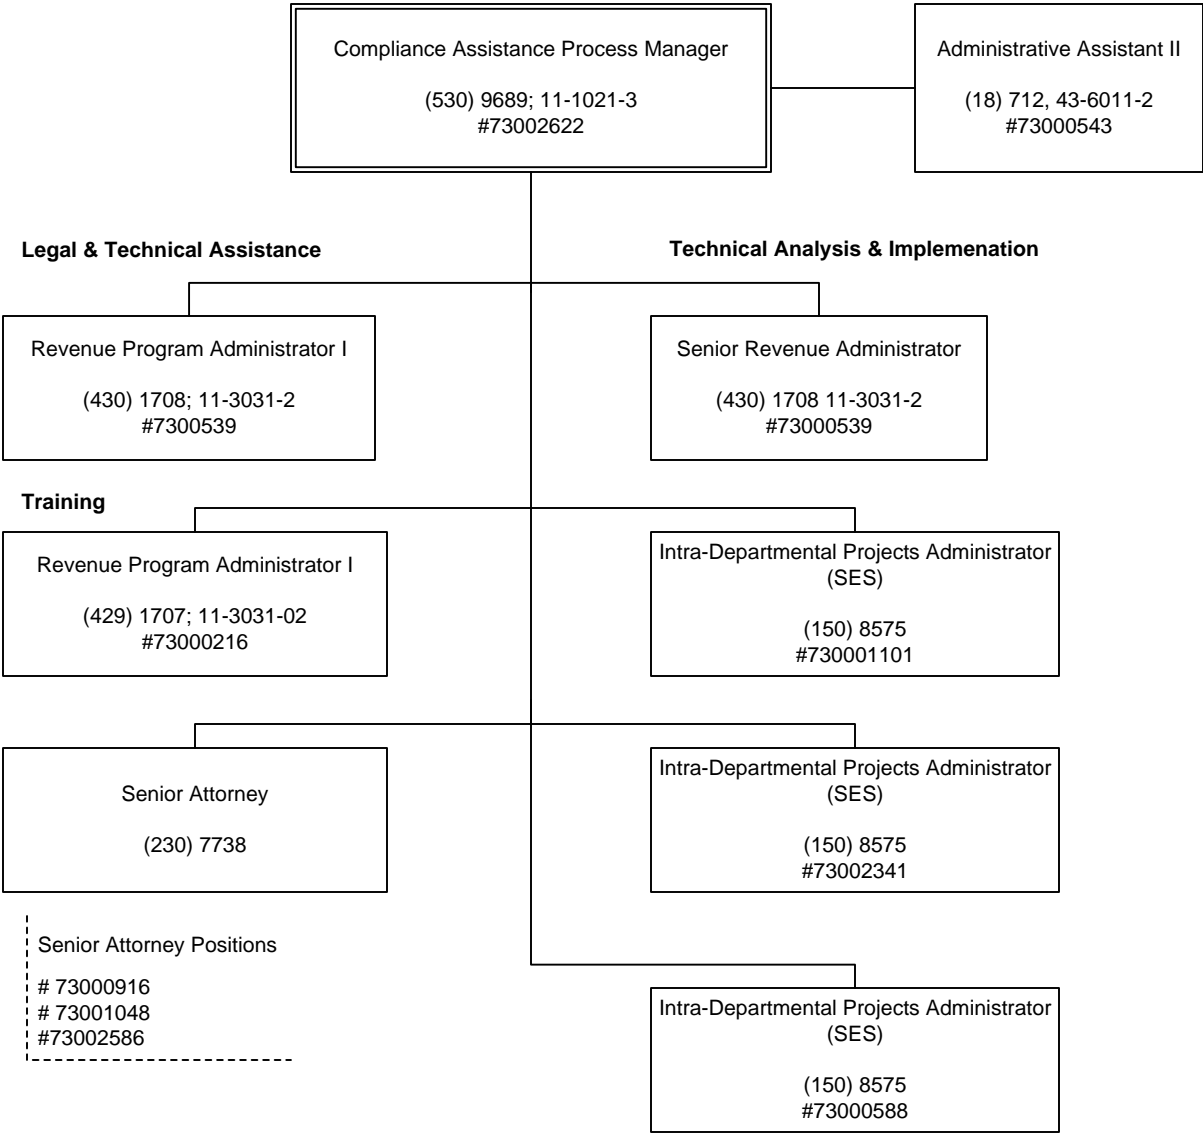 Compliance Assistance Process Manager
(530) 9689; 11-1021-3
#73002622
Administrative Assistant II
(18) 712, 43-6011-2
#73000543
Legal & Technical Assistance
Technical Analysis & Implemenation
Revenue Program Administrator I
(430) 1708; 11-3031-2
#7300539
Senior Revenue Administrator
(430) 1708 11-3031-2
#73000539
Training
Revenue Program Administrator I
(429) 1707; 11-3031-02
#73000216
Intra-Departmental Projects Administrator
(SES)
(150) 8575
#730001101
Senior Attorney
(230) 7738
Intra-Departmental Projects Administrator
(SES)
(150) 8575
#73002341
Senior Attorney Positions
# 73000916
# 73001048
#73002586
Intra-Departmental Projects Administrator
(SES)
(150) 8575
#73000588